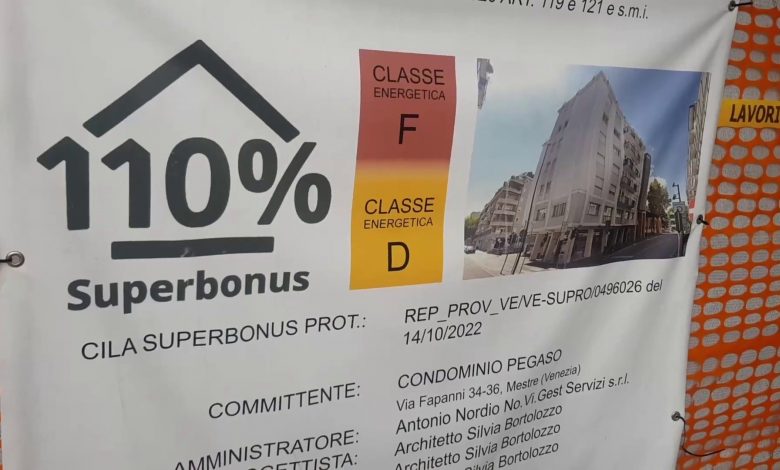 ART. 119 e 121 e s.m.i.
110%
Superbonus
CLASSE
ENERGETICA
F
CLASSE
ENERGETICA
D
LAVORI
CILA SUPERBONUS PROT.: REP_PROV_VE/VE-SUPRO/0496026 del
14/10/2022
COMMITTENTE: CONDOMINIO PEGASO
Via Fapanni 34-36, Mestre (Venezia)
AMMINISTRATORE: Antonio Nordio No.Vi.Gest Servizi s.r.l.
Architetto Silvia Bortolozzo
Architetto Silvia Bortolozzo